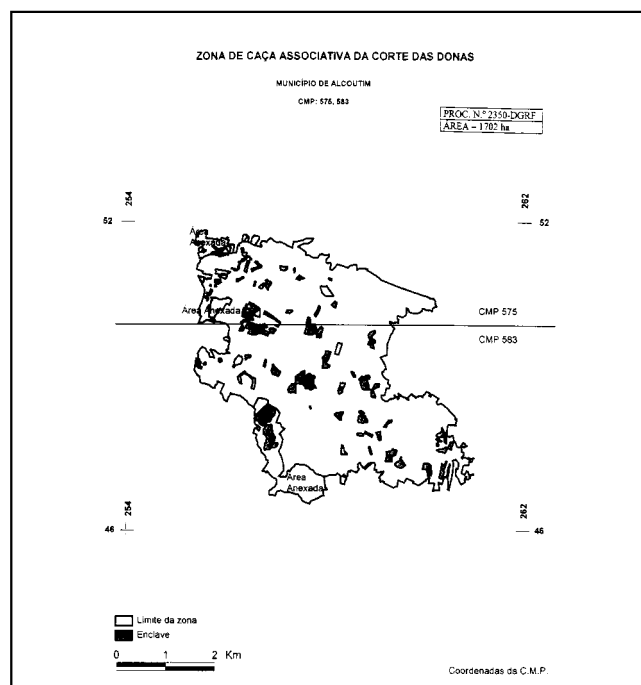 ZONA DE CAÇA ASSOCIATIVA DA CORTE DAS DONAS
MUNICÍPIO DE ALCOUTIM
CMP: 575, 583
PROC. N.º 2350-DGRF
ÁREA – 1702 ha
254
262
52
52
Área
Anexada
Área Anexada
CMP 575
CMP 583
Área
Anexada
254
262
46
46
Limite da zona
Enclave
0 1 2 Km
Coordenadas da C.M.P.